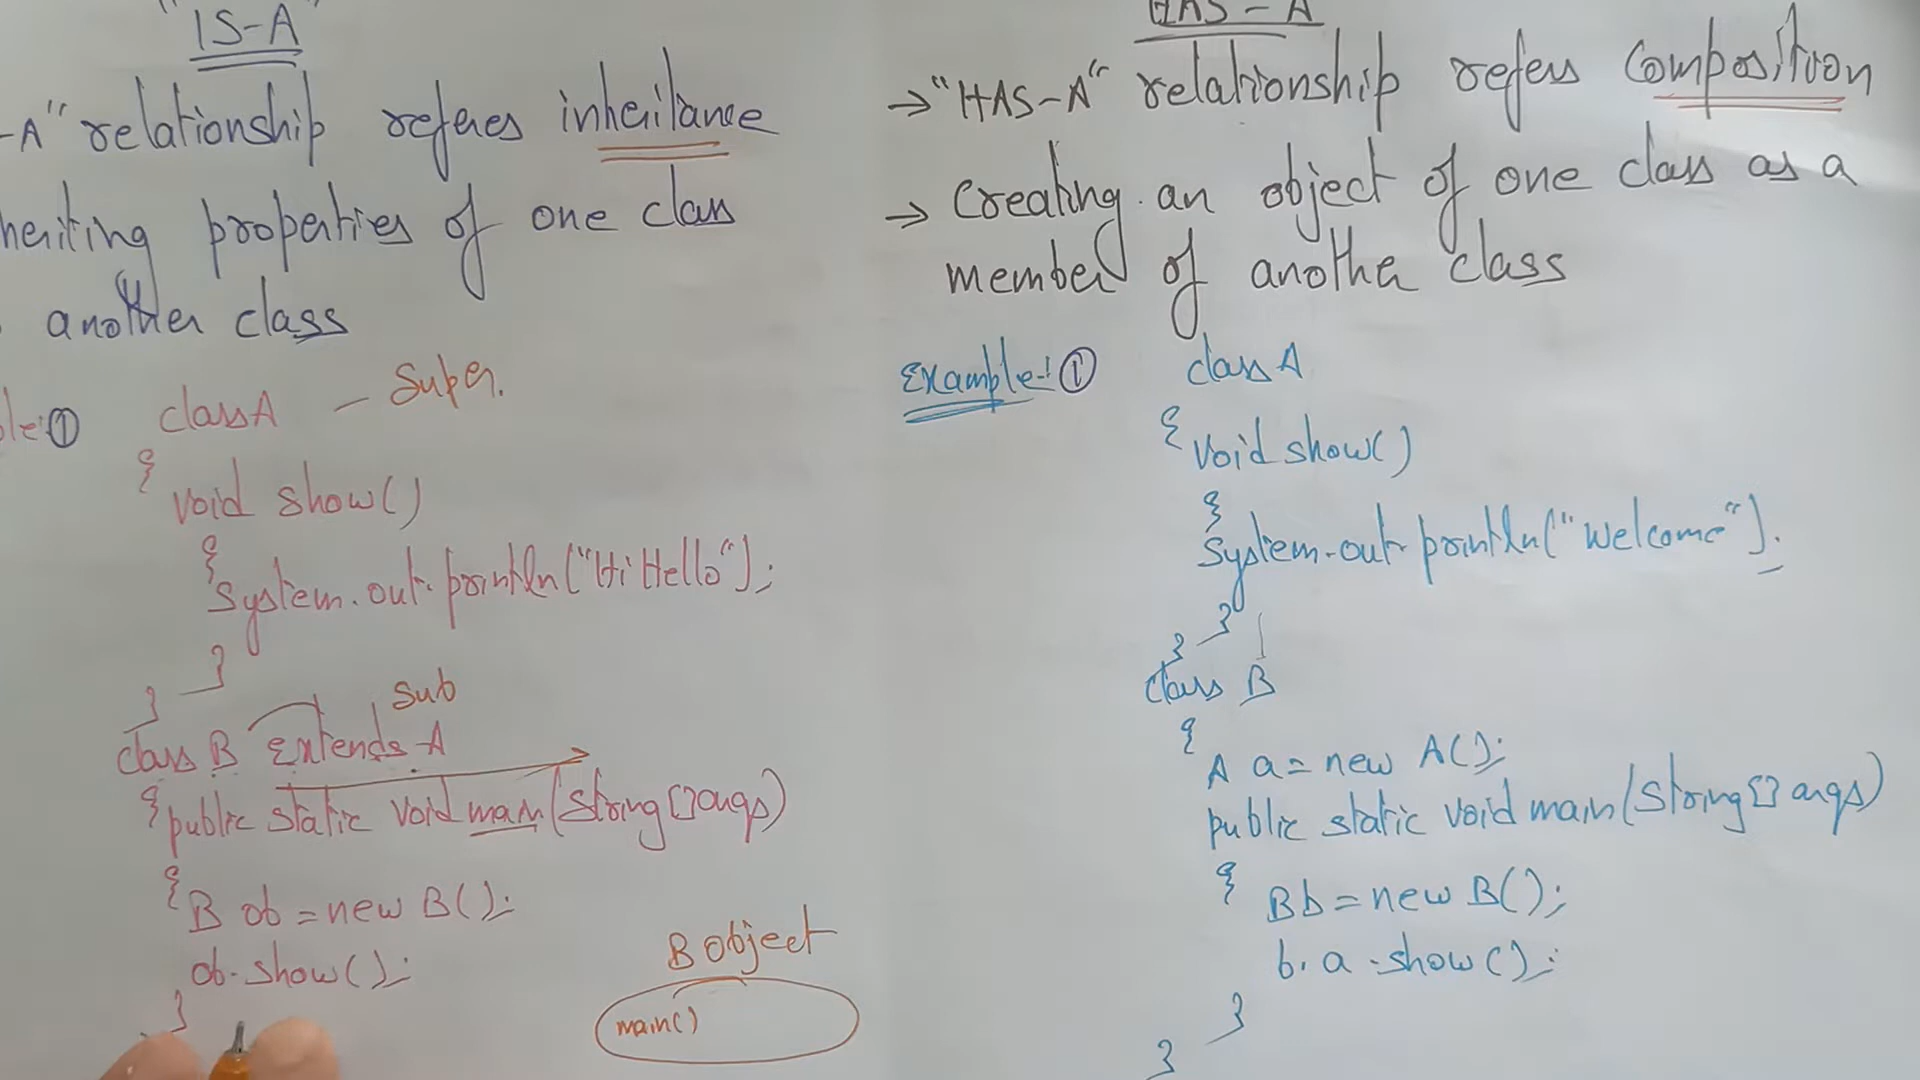 "IS-A"
-A" relationship referes inheritance
heriting properties of one class
another class
①
class A - Super.
{
void show()
{
System.out.println("Hi Hello");
}
}
Sub
class B extends A
{public static void main(String[]args)
{B ob = new B();
ob.show();
}
B object
main()
HAS-A
→ "HAS-A" relationship refers Composition
→ Creating an object of one class as a
member of another class
Example:- ①
class A
{void show()
{
System.out.println("Welcome");
}
}
class B
{
A a = new A();
public static void main(String[] args)
{ B b = new B();
b.a.show();
}
}